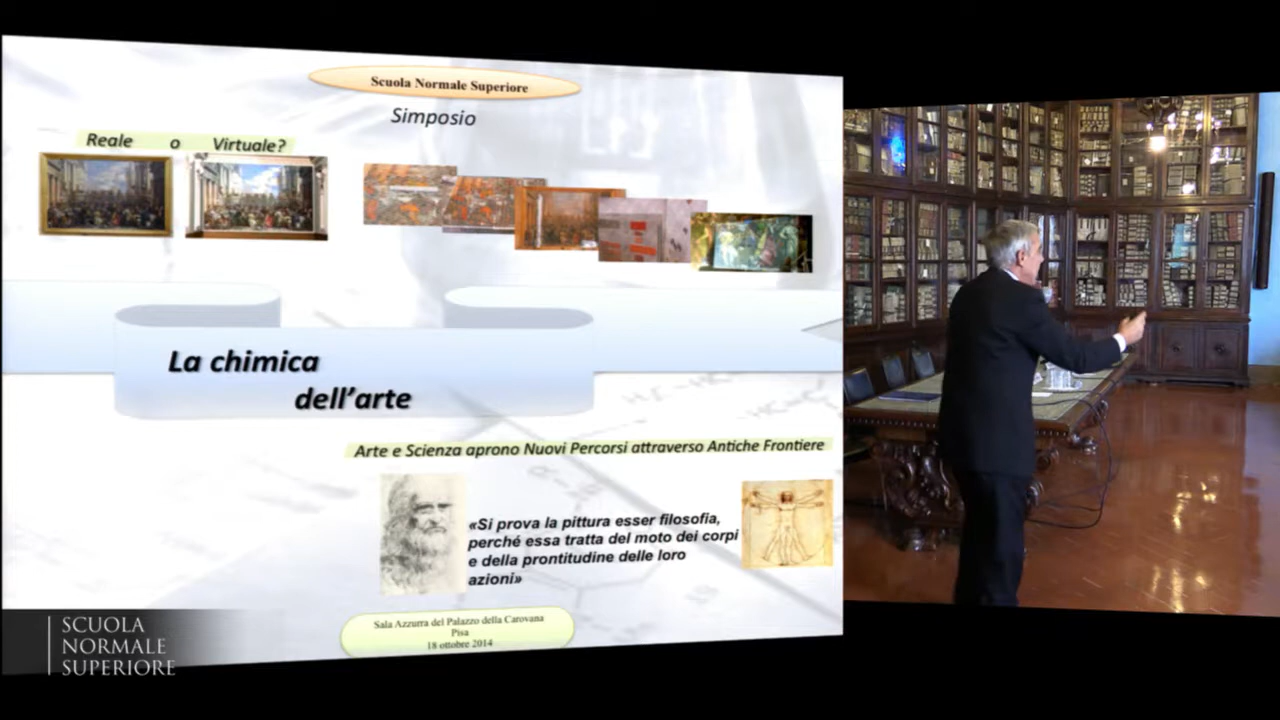 Scuola Normale Superiore
Simposio
Reale o Virtuale?
La chimica
dell'arte
Arte e Scienza aprono Nuovi Percorsi attraverso Antiche Frontiere
«Si prova la pittura esser filosofia,
perché essa tratta del moto dei corpi
e della prontitudine delle loro
azioni»
Sala Azzurra del Palazzo della Carovana
Pisa
18 ottobre 2014
SCUOLA
NORMALE
SUPERIORE